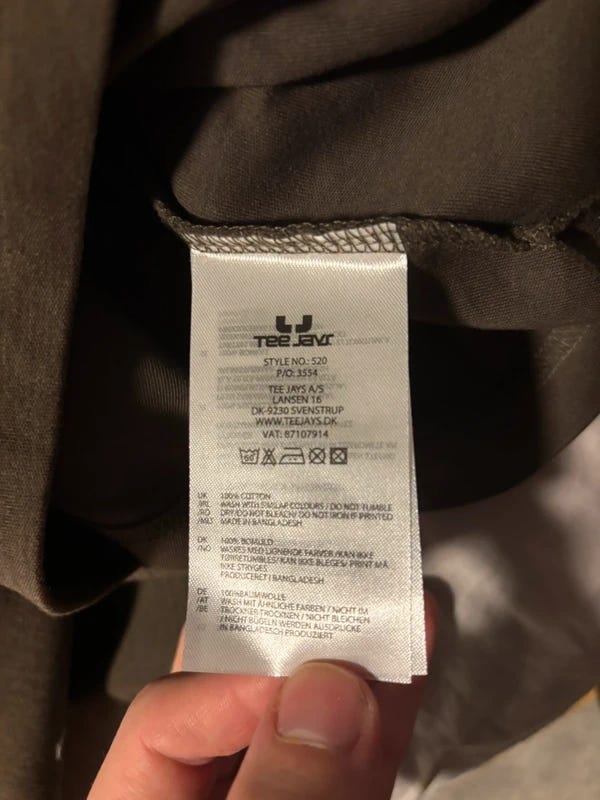 TEE JAYS
STYLE NO.: 520
P/O: 3554
TEE JAYS A/S
LANSEN 16
DK-9230 SVENSTRUP
WWW.TEEJAYS.DK
VAT: 87107914
60
UK 100% COTTON
/IRL WASH WITH SIMILAR COLOURS / DO NOT TUMBLE
/RO DRY/DO NOT BLEACH/ DO NOT IRON IF PRINTED
/MLT MADE IN BANGLADESH
DK 100% BOMULD
/NO VASKES MED LIGNENDE FARVER /KAN IKKE
TØRRETUMBLES/ KAN IKKE BLEGES/ PRINT MÅ
IKKE STRYGES
PRODUCERET I BANGLADESH
DE 100%BAUMWOLLE
/AT WASH MIT ÄHNLICHE FARBEN / NICHT IM
/BE TROCKNER TROCKNEN / NICHT BLEICHEN
/ NICHT BÜGELN WERDEN AUSDRÜCKE
IN BANGLADESCH PRODUZIERT